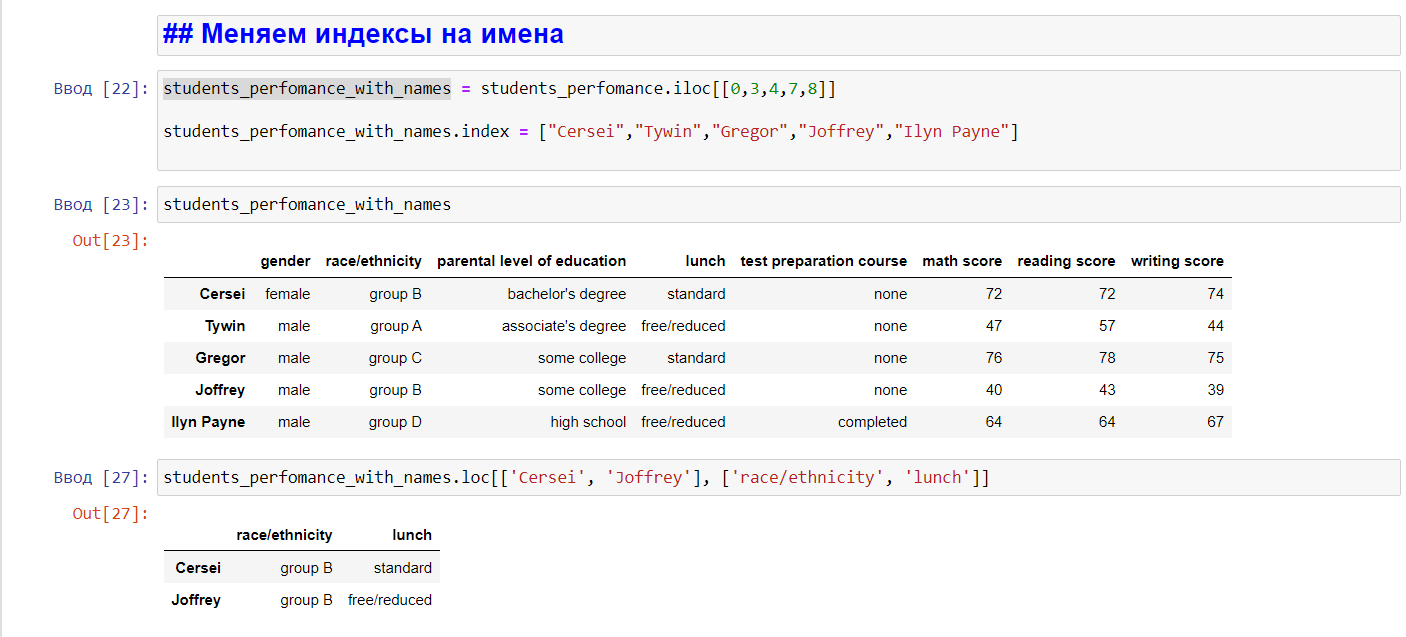 ## Меняем индексы на имена
Ввод [22]: students_perfomance_with_names = students_perfomance.iloc[[0,3,4,7,8]]
students_perfomance_with_names.index = ["Cersei","Tywin","Gregor","Joffrey","Ilyn Payne"]
Ввод [23]: students_perfomance_with_names
Out[23]:
gender race/ethnicity parental level of education lunch test preparation course math score reading score writing score
Cersei female group B bachelor's degree standard none 72 72 74
Tywin male group A associate's degree free/reduced none 47 57 44
Gregor male group C some college standard none 76 78 75
Joffrey male group B some college free/reduced none 40 43 39
Ilyn Payne male group D high school free/reduced completed 64 64 67
Ввод [27]: students_perfomance_with_names.loc[['Cersei', 'Joffrey'], ['race/ethnicity', 'lunch']]
Out[27]:
race/ethnicity lunch
Cersei group B standard
Joffrey group B free/reduced